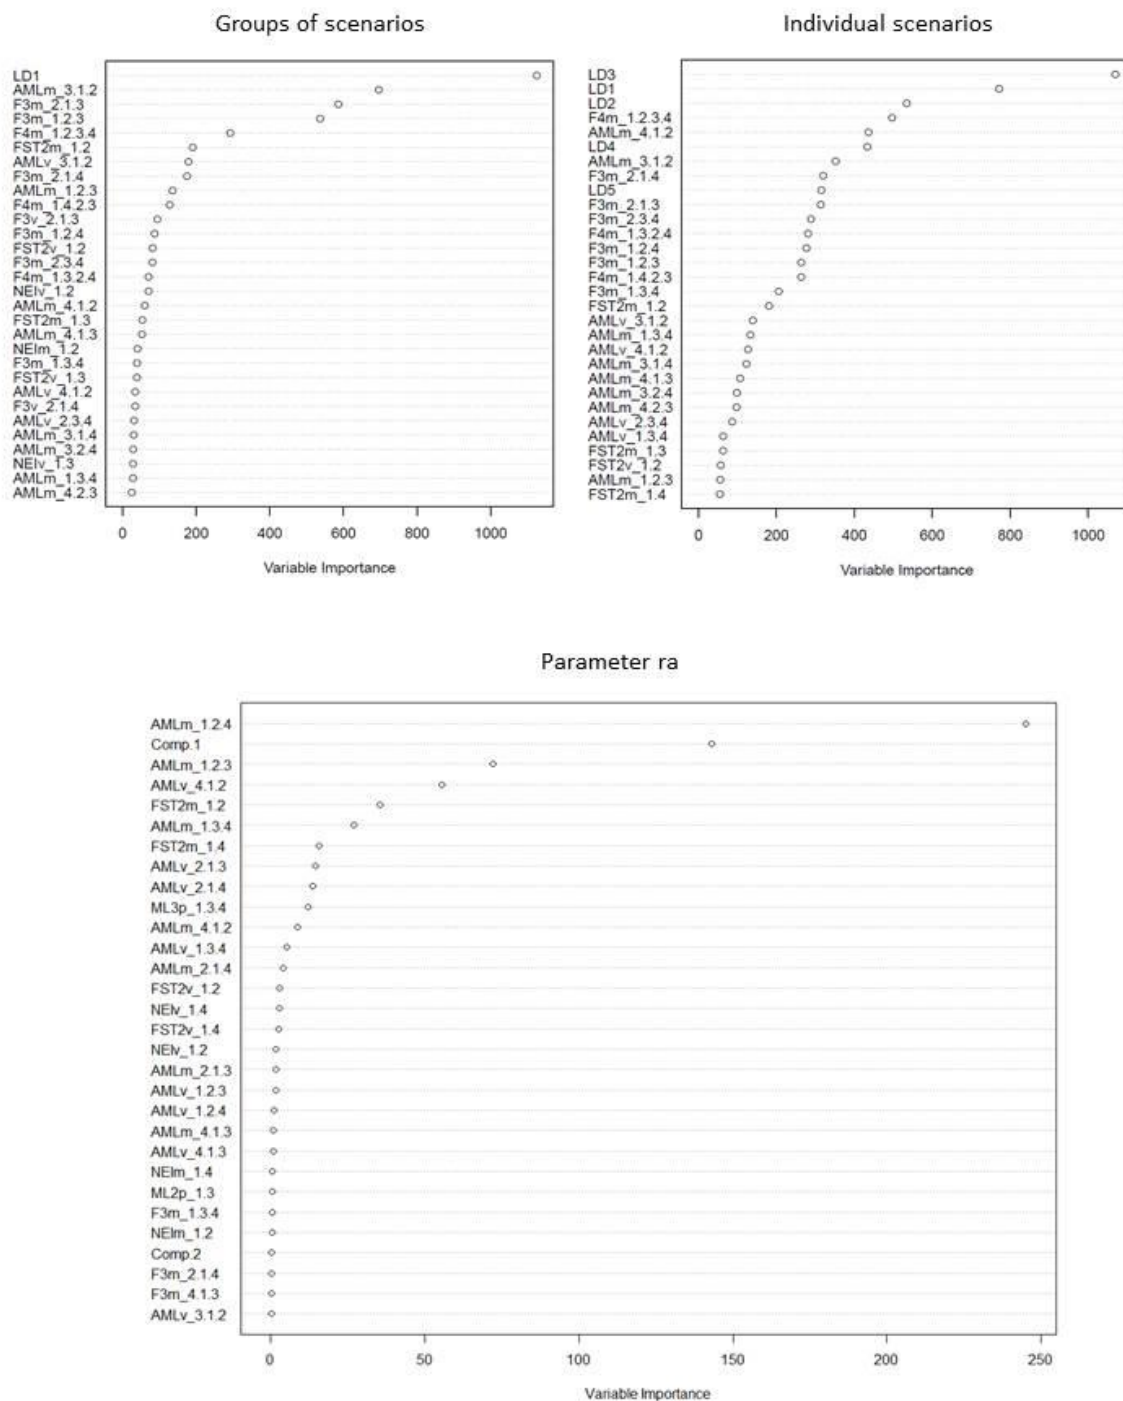 Groups of scenarios
LD1
AMLm_3.1.2
F3m_2.1.3
F3m_1.2.3
F4m_1.2.3.4
FST2m_1.2
AMLv_3.1.2
F3m_2.1.4
AMLm_1.2.3
F4m_1.4.2.3
F3v_2.1.3
F3m_1.2.4
FST2v_1.2
F3m_2.3.4
F4m_1.3.2.4
NEIv_1.2
AMLm_4.1.2
FST2m_1.3
AMLm_4.1.3
NEIm_1.2
F3m_1.3.4
FST2v_1.3
AMLv_4.1.2
F3v_2.1.4
AMLv_2.3.4
AMLm_3.1.4
AMLm_3.2.4
NEIv_1.3
AMLm_1.3.4
AMLm_4.2.3
0 200 400 600 800 1000
Variable Importance
Individual scenarios
LD3
LD1
LD2
F4m_1.2.3.4
AMLm_4.1.2
LD4
AMLm_3.1.2
F3m_2.1.4
LD5
F3m_2.1.3
F3m_2.3.4
F4m_1.3.2.4
F3m_1.2.4
F3m_1.2.3
F4m_1.4.2.3
F3m_1.3.4
FST2m_1.2
AMLv_3.1.2
AMLm_1.3.4
AMLv_4.1.2
AMLm_3.1.4
AMLm_4.1.3
AMLm_3.2.4
AMLm_4.2.3
AMLv_2.3.4
AMLv_1.3.4
FST2m_1.3
FST2v_1.2
AMLm_1.2.3
FST2m_1.4
0 200 400 600 800 1000
Variable Importance
Parameter ra
AMLm_1.2.4
Comp.1
AMLm_1.2.3
AMLv_4.1.2
FST2m_1.2
AMLm_1.3.4
FST2m_1.4
AMLv_2.1.3
AMLv_2.1.4
ML3p_1.3.4
AMLm_4.1.2
AMLv_1.3.4
AMLm_2.1.4
FST2v_1.2
NEIv_1.4
FST2v_1.4
NEIv_1.2
AMLm_2.1.3
AMLv_1.2.3
AMLv_1.2.4
AMLm_4.1.3
AMLv_4.1.3
NEIm_1.4
ML2p_1.3
F3m_1.3.4
NEIm_1.2
Comp.2
F3m_2.1.4
F3m_4.1.3
AMLv_3.1.2
0 50 100 150 200 250
Variable Importance